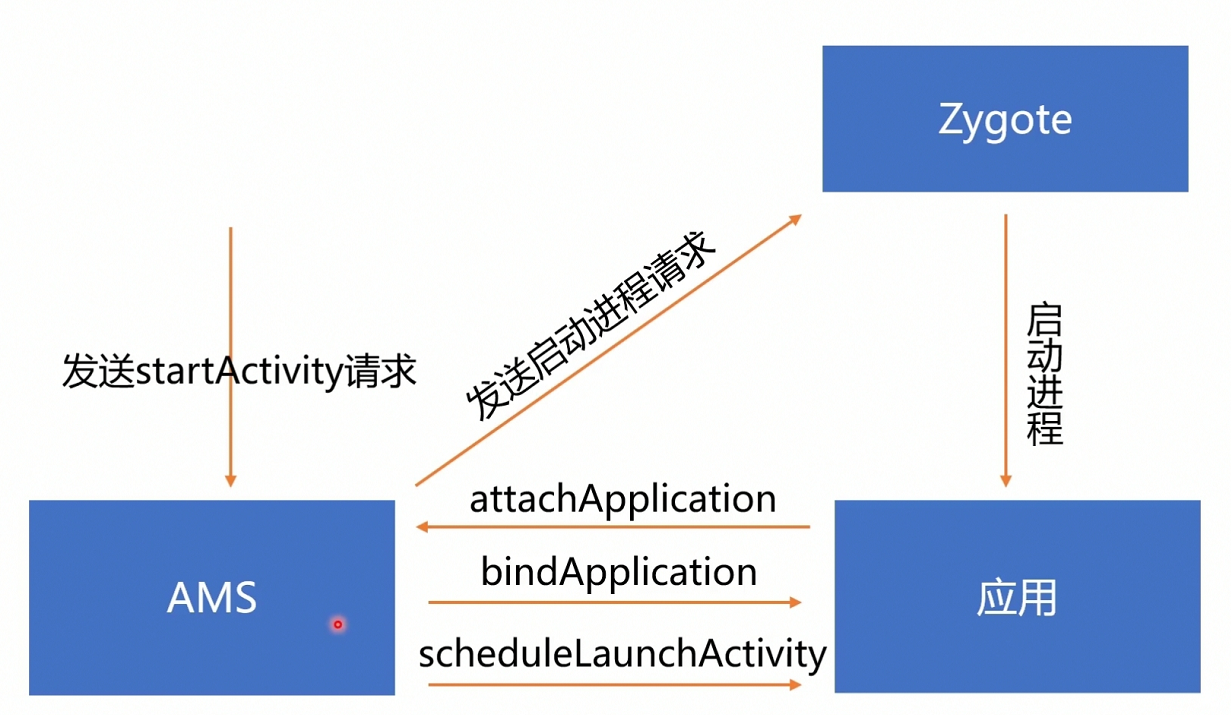 Zygote
发送启动进程请求
启动进程
发送startActivity请求
attachApplication
bindApplication
AMS
应用
scheduleLaunchActivity